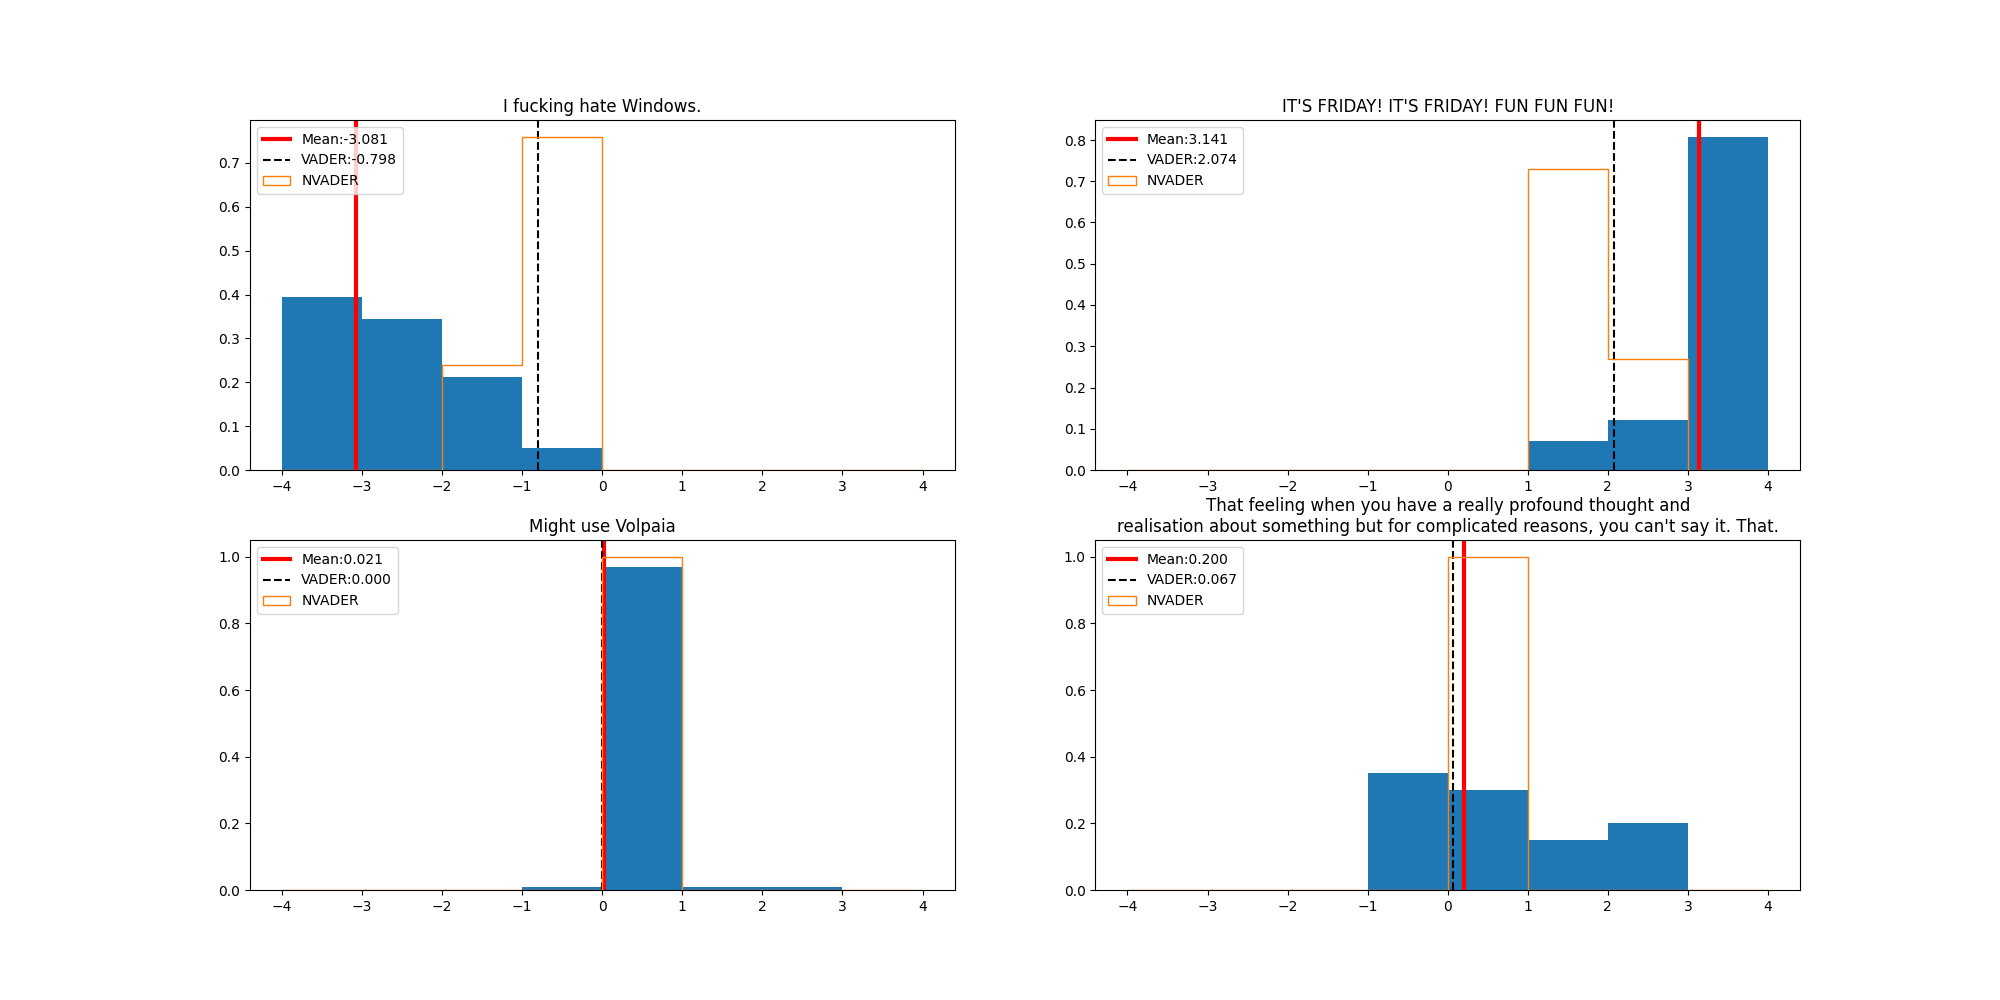 I fucking hate Windows.
Mean:-3.081
VADER:-0.798
NVADER
0.7
0.6
0.5
0.4
0.3
0.2
0.1
0.0
−4 −3 −2 −1 0 1 2 3 4
IT'S FRIDAY! IT'S FRIDAY! FUN FUN FUN!
Mean:3.141
VADER:2.074
NVADER
0.8
0.7
0.6
0.5
0.4
0.3
0.2
0.1
0.0
−4 −3 −2 −1 0 1 2 3 4
Might use Volpaia
Mean:0.021
VADER:0.000
NVADER
1.0
0.8
0.6
0.4
0.2
0.0
−4 −3 −2 −1 0 1 2 3 4
That feeling when you have a really profound thought and
realisation about something but for complicated reasons, you can't say it. That.
Mean:0.200
VADER:0.067
NVADER
1.0
0.8
0.6
0.4
0.2
0.0
−4 −3 −2 −1 0 1 2 3 4